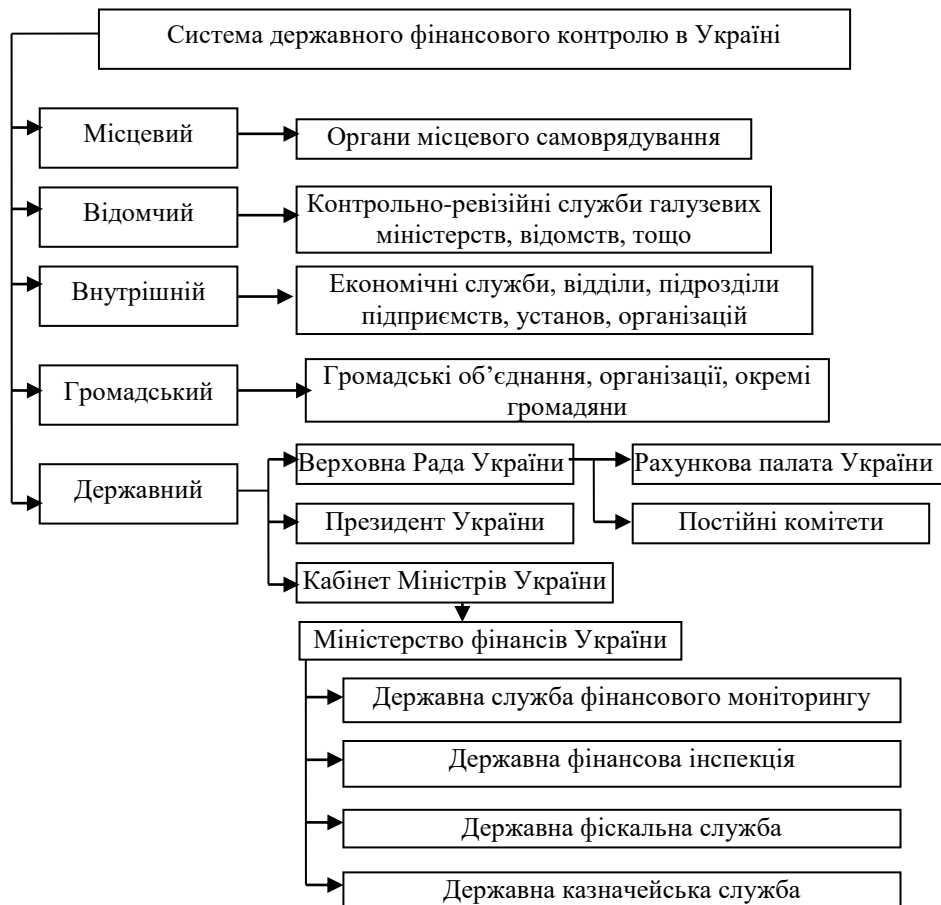 Система державного фінансового контролю в Україні
Місцевий
Органи місцевого самоврядування
Відомчий
Контрольно-ревізійні служби галузевих
міністерств, відомств, тощо
Внутрішній
Економічні служби, відділи, підрозділи
підприємств, установ, організацій
Громадський
Громадські об’єднання, організації, окремі
громадяни
Державний
Верховна Рада України
Рахункова палата України
Президент України
Постійні комітети
Кабінет Міністрів України
Міністерство фінансів України
Державна служба фінансового моніторингу
Державна фінансова інспекція
Державна фіскальна служба
Державна казначейська служба